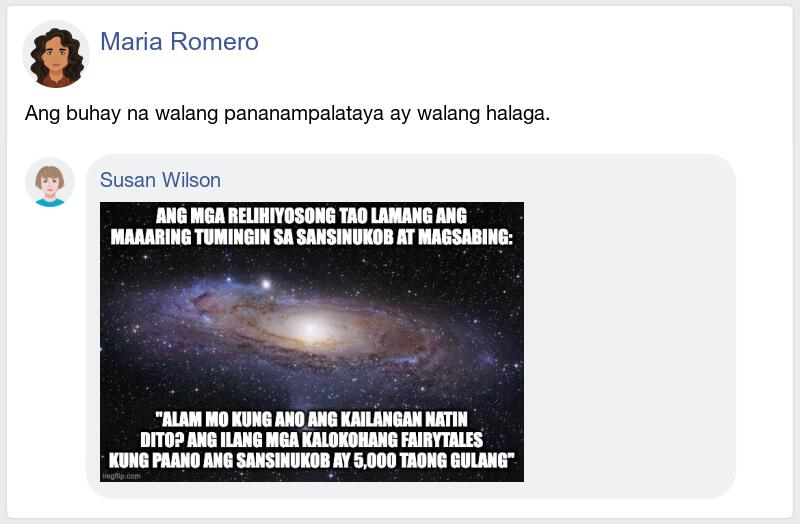 Maria Romero
Ang buhay na walang pananampalataya ay walang halaga.
Susan Wilson
ANG MGA RELIHIYOSONG TAO LAMANG ANG
MAAARING TUMINGIN SA SANSINUKOB AT MAGSABING:
"ALAM MO KUNG ANO ANG KAILANGAN NATIN
DITO? ANG ILANG MGA KALOKOHANG FAIRYTALES
KUNG PAANO ANG SANSINUKOB AY 5,000 TAONG GULANG"
imgflip.com